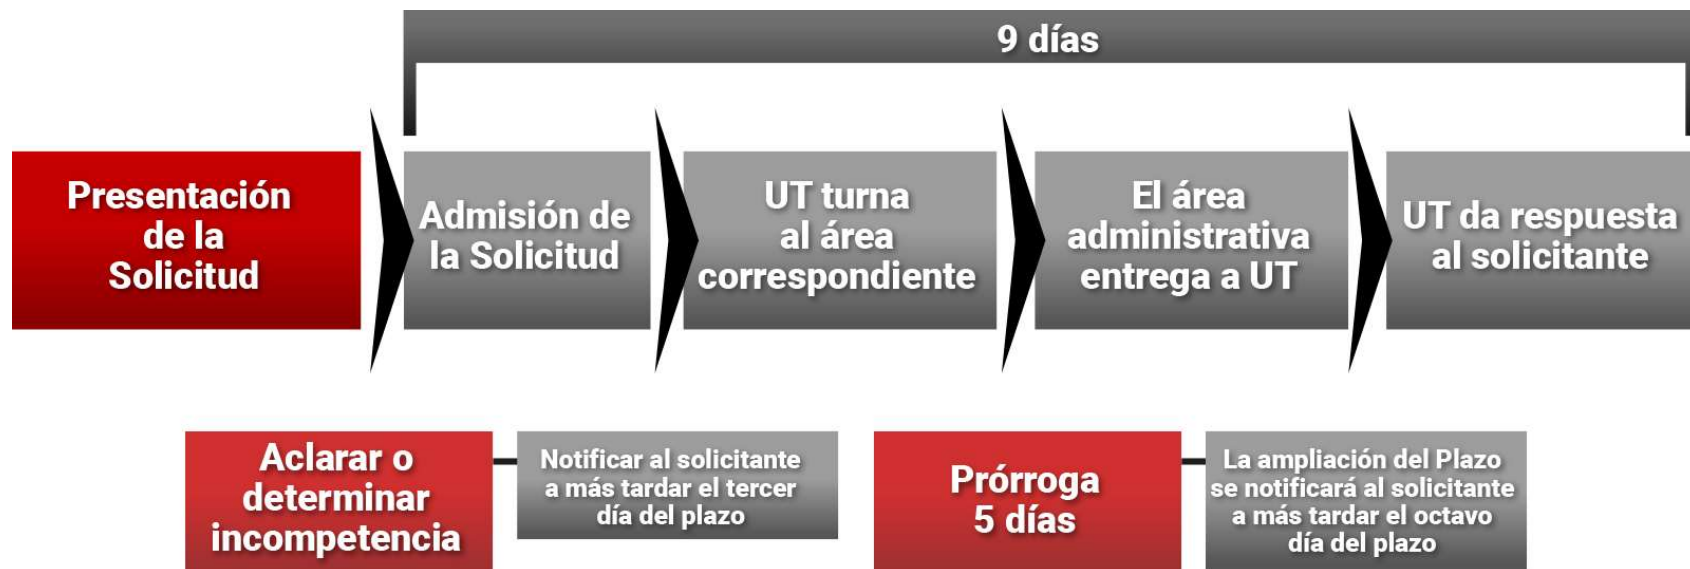 9 días
Presentación
de la
Solicitud
Admisión de
la Solicitud
UT turna
al área
correspondiente
El área
administrativa
entrega a UT
UT da respuesta
al solicitante
Aclarar o
determinar
incompetencia
Notificar al solicitante
a más tardar el tercer
día del plazo
Prórroga
5 días
La ampliación del Plazo
se notificará al solicitante
a más tardar el octavo
día del plazo